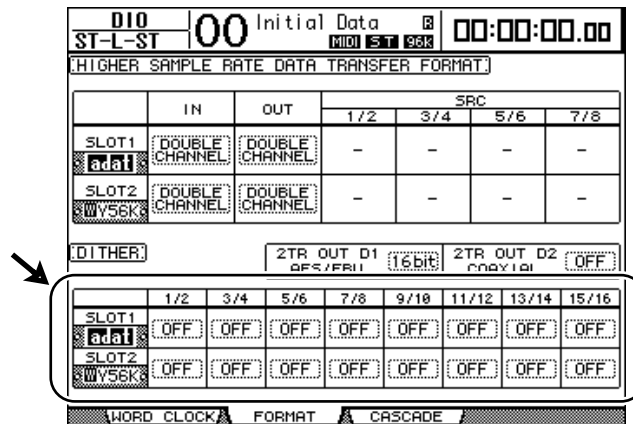 DIO
ST-L-ST
00 Initial Data R
MIDI ST 96k
00:00:00.00
HIGHER SAMPLE RATE DATA TRANSFER FORMAT
IN OUT SRC
1/2 3/4 5/6 7/8
SLOT1 adat DOUBLE CHANNEL DOUBLE CHANNEL - - - -
SLOT2 WY56K DOUBLE CHANNEL DOUBLE CHANNEL - - - -
DITHER
2TR OUT D1 AES/EBU 16bit 2TR OUT D2 COAXIAL OFF
1/2 3/4 5/6 7/8 9/10 11/12 13/14 15/16
SLOT1 adat OFF OFF OFF OFF OFF OFF OFF OFF
SLOT2 WY56K OFF OFF OFF OFF OFF OFF OFF OFF
WORD CLOCK FORMAT CASCADE